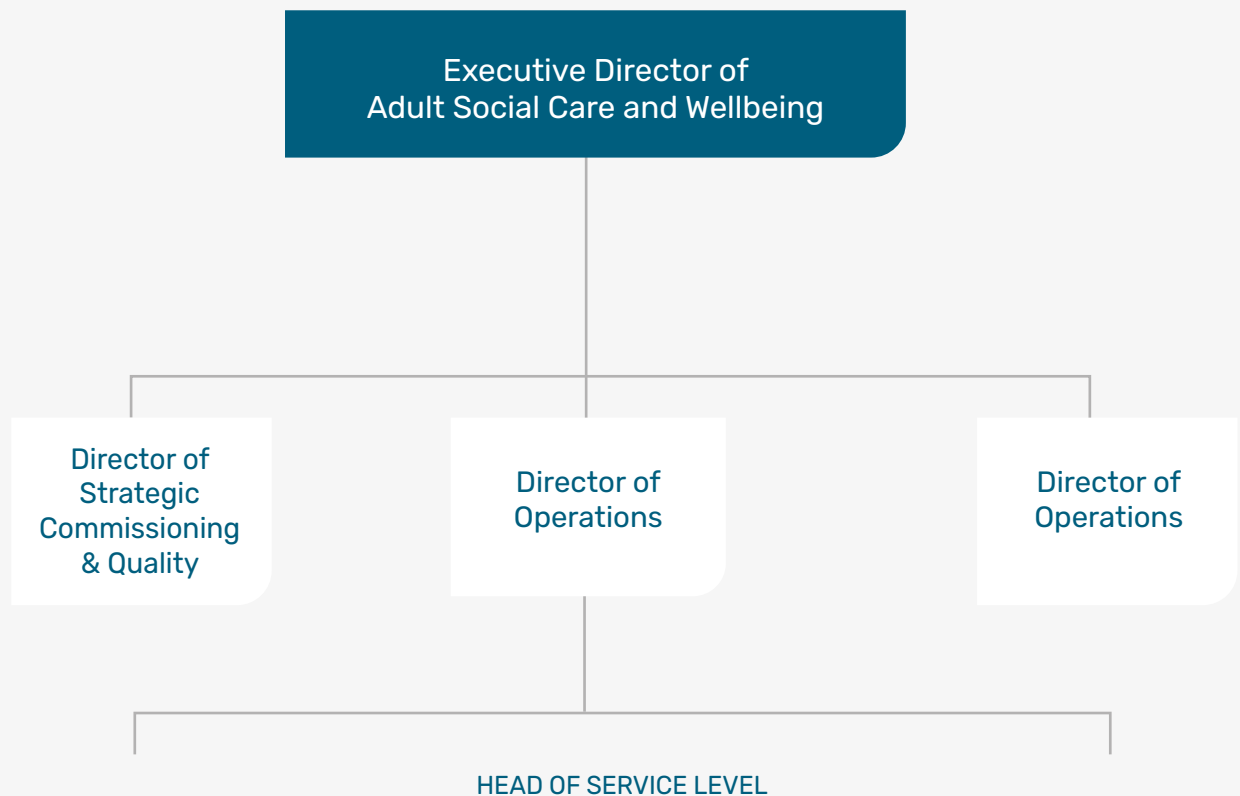 Executive Director of
Adult Social Care and Wellbeing
Director of
Strategic
Commissioning
& Quality
Director of
Operations
Director of
Operations
HEAD OF SERVICE LEVEL